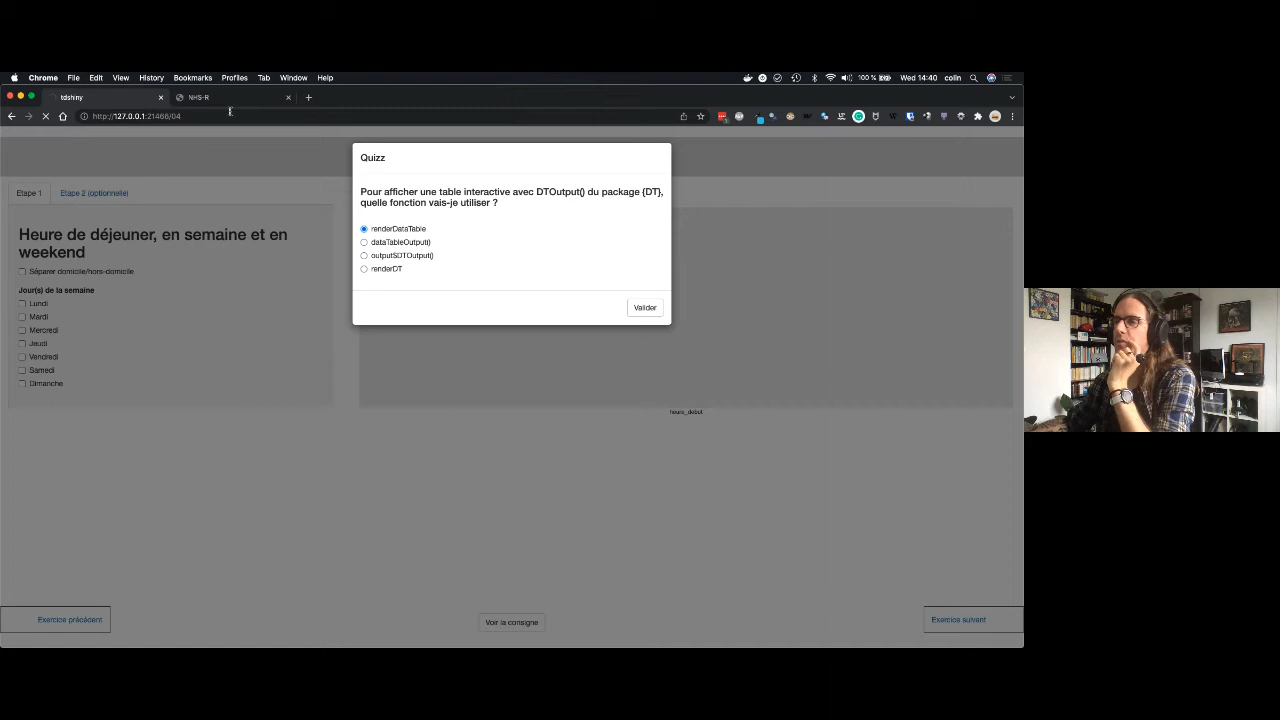 Chrome File Edit View History Bookmarks Profiles Tab Window Help 100 % Wed 14:40 colin
tdshiny NHS-R
http://127.0.0.1:21466/04
Quizz
Pour afficher une table interactive avec DTOutput() du package {DT},
quelle fonction vais-je utiliser ?
renderDataTable
dataTableOutput()
output$DTOutput()
renderDT
Valider
Etape 1 Etape 2 (optionnelle)
Heure de déjeuner, en semaine et en
weekend
Séparer domicile/hors-domicile
Jour(s) de la semaine
Lundi
Mardi
Mercredi
Jeudi
Vendredi
Samedi
Dimanche
heure_debut
Exercice précédent
Voir la consigne
Exercice suivant